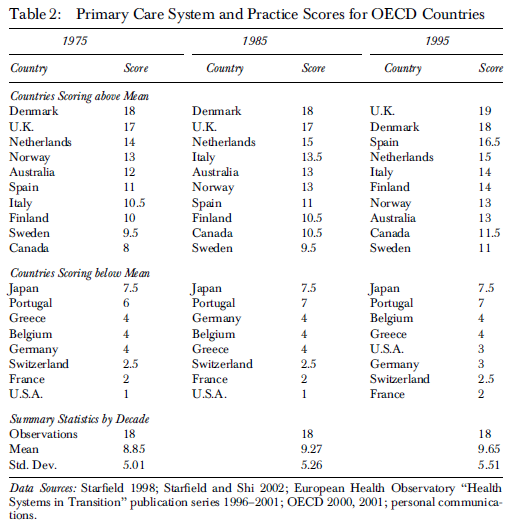 Table 2: Primary Care System and Practice Scores for OECD Countries
1975 1985 1995
Country Score Country Score Country Score
Countries Scoring above Mean
Denmark 18 Denmark 18 U.K. 19
U.K. 17 U.K. 17 Denmark 18
Netherlands 14 Netherlands 15 Spain 16.5
Norway 13 Italy 13.5 Netherlands 15
Australia 12 Australia 13 Italy 14
Spain 11 Norway 13 Finland 14
Italy 10.5 Spain 11 Norway 13
Finland 10 Finland 10.5 Australia 13
Sweden 9.5 Canada 10.5 Canada 11.5
Canada 8 Sweden 9.5 Sweden 11
Countries Scoring below Mean
Japan 7.5 Japan 7.5 Japan 7.5
Portugal 6 Portugal 7 Portugal 7
Greece 4 Germany 4 Belgium 4
Belgium 4 Belgium 4 Greece 4
Germany 4 Greece 4 U.S.A. 3
Switzerland 2.5 Switzerland 2.5 Germany 3
France 2 France 2 Switzerland 2.5
U.S.A. 1 U.S.A. 1 France 2
Summary Statistics by Decade
Observations 18 18 18
Mean 8.85 9.27 9.65
Std. Dev. 5.01 5.26 5.51
Data Sources: Starfield 1998; Starfield and Shi 2002; European Health Observatory “Health
Systems in Transition” publication series 1996–2001; OECD 2000, 2001; personal communica-
tions.